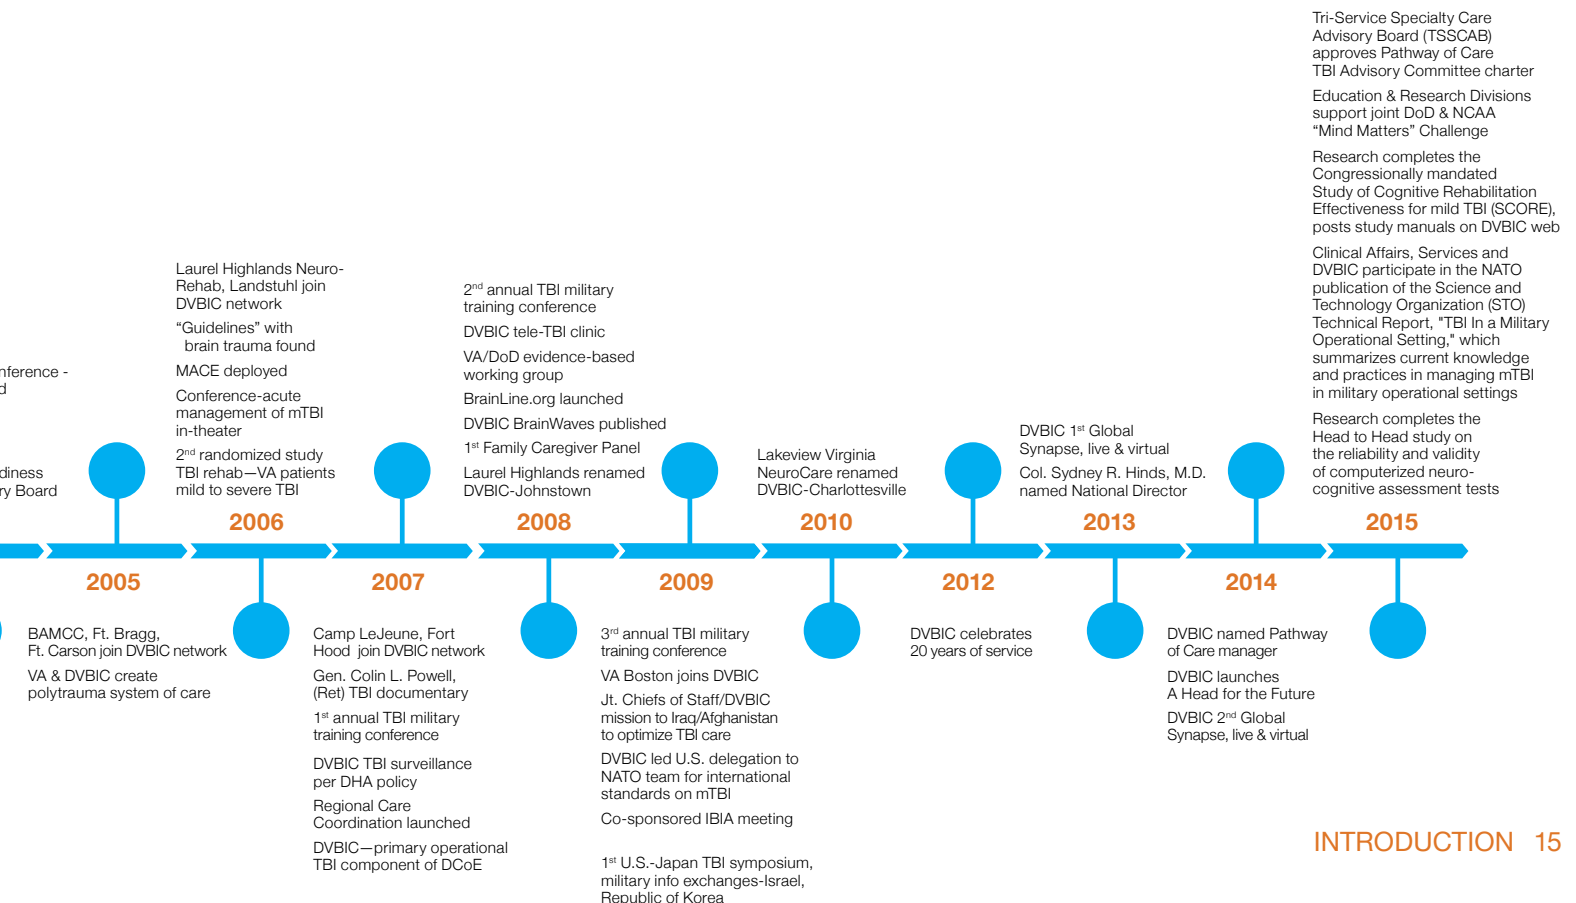 nference -
d
diness
ry Board
2005
BAMCC, Ft. Bragg,
Ft. Carson join DVBIC network
VA & DVBIC create
polytrauma system of care
Laurel Highlands Neuro-
Rehab, Landstuhl join
DVBIC network
“Guidelines” with
brain trauma found
MACE deployed
Conference-acute
management of mTBI
in-theater
2nd randomized study
TBI rehab—VA patients
mild to severe TBI
2006
2007
Camp LeJeune, Fort
Hood join DVBIC network
Gen. Colin L. Powell,
(Ret) TBI documentary
1st annual TBI military
training conference
DVBIC TBI surveillance
per DHA policy
Regional Care
Coordination launched
DVBIC—primary operational
TBI component of DCoE
2nd annual TBI military
training conference
DVBIC tele-TBI clinic
VA/DoD evidence-based
working group
BrainLine.org launched
DVBIC BrainWaves published
1st Family Caregiver Panel
Laurel Highlands renamed
DVBIC-Johnstown
2008
2009
3rd annual TBI military
training conference
VA Boston joins DVBIC
Jt. Chiefs of Staff/DVBIC
mission to Iraq/Afghanistan
to optimize TBI care
DVBIC led U.S. delegation to
NATO team for international
standards on mTBI
Co-sponsored IBIA meeting
1st U.S.-Japan TBI symposium,
military info exchanges-Israel,
Republic of Korea
Lakeview Virginia
NeuroCare renamed
DVBIC-Charlottesville
2010
2012
DVBIC celebrates
20 years of service
DVBIC 1st Global
Synapse, live & virtual
Col. Sydney R. Hinds, M.D.
named National Director
2013
2014
DVBIC named Pathway
of Care manager
DVBIC launches
A Head for the Future
DVBIC 2nd Global
Synapse, live & virtual
Tri-Service Specialty Care
Advisory Board (TSSCAB)
approves Pathway of Care
TBI Advisory Committee charter
Education & Research Divisions
support joint DoD & NCAA
“Mind Matters” Challenge
Research completes the
Congressionally mandated
Study of Cognitive Rehabilitation
Effectiveness for mild TBI (SCORE),
posts study manuals on DVBIC web
Clinical Affairs, Services and
DVBIC participate in the NATO
publication of the Science and
Technology Organization (STO)
Technical Report, "TBI In a Military
Operational Setting," which
summarizes current knowledge
and practices in managing mTBI
in military operational settings
Research completes the
Head to Head study on
the reliability and validity
of computerized neuro-
cognitive assessment tests
2015
INTRODUCTION 15